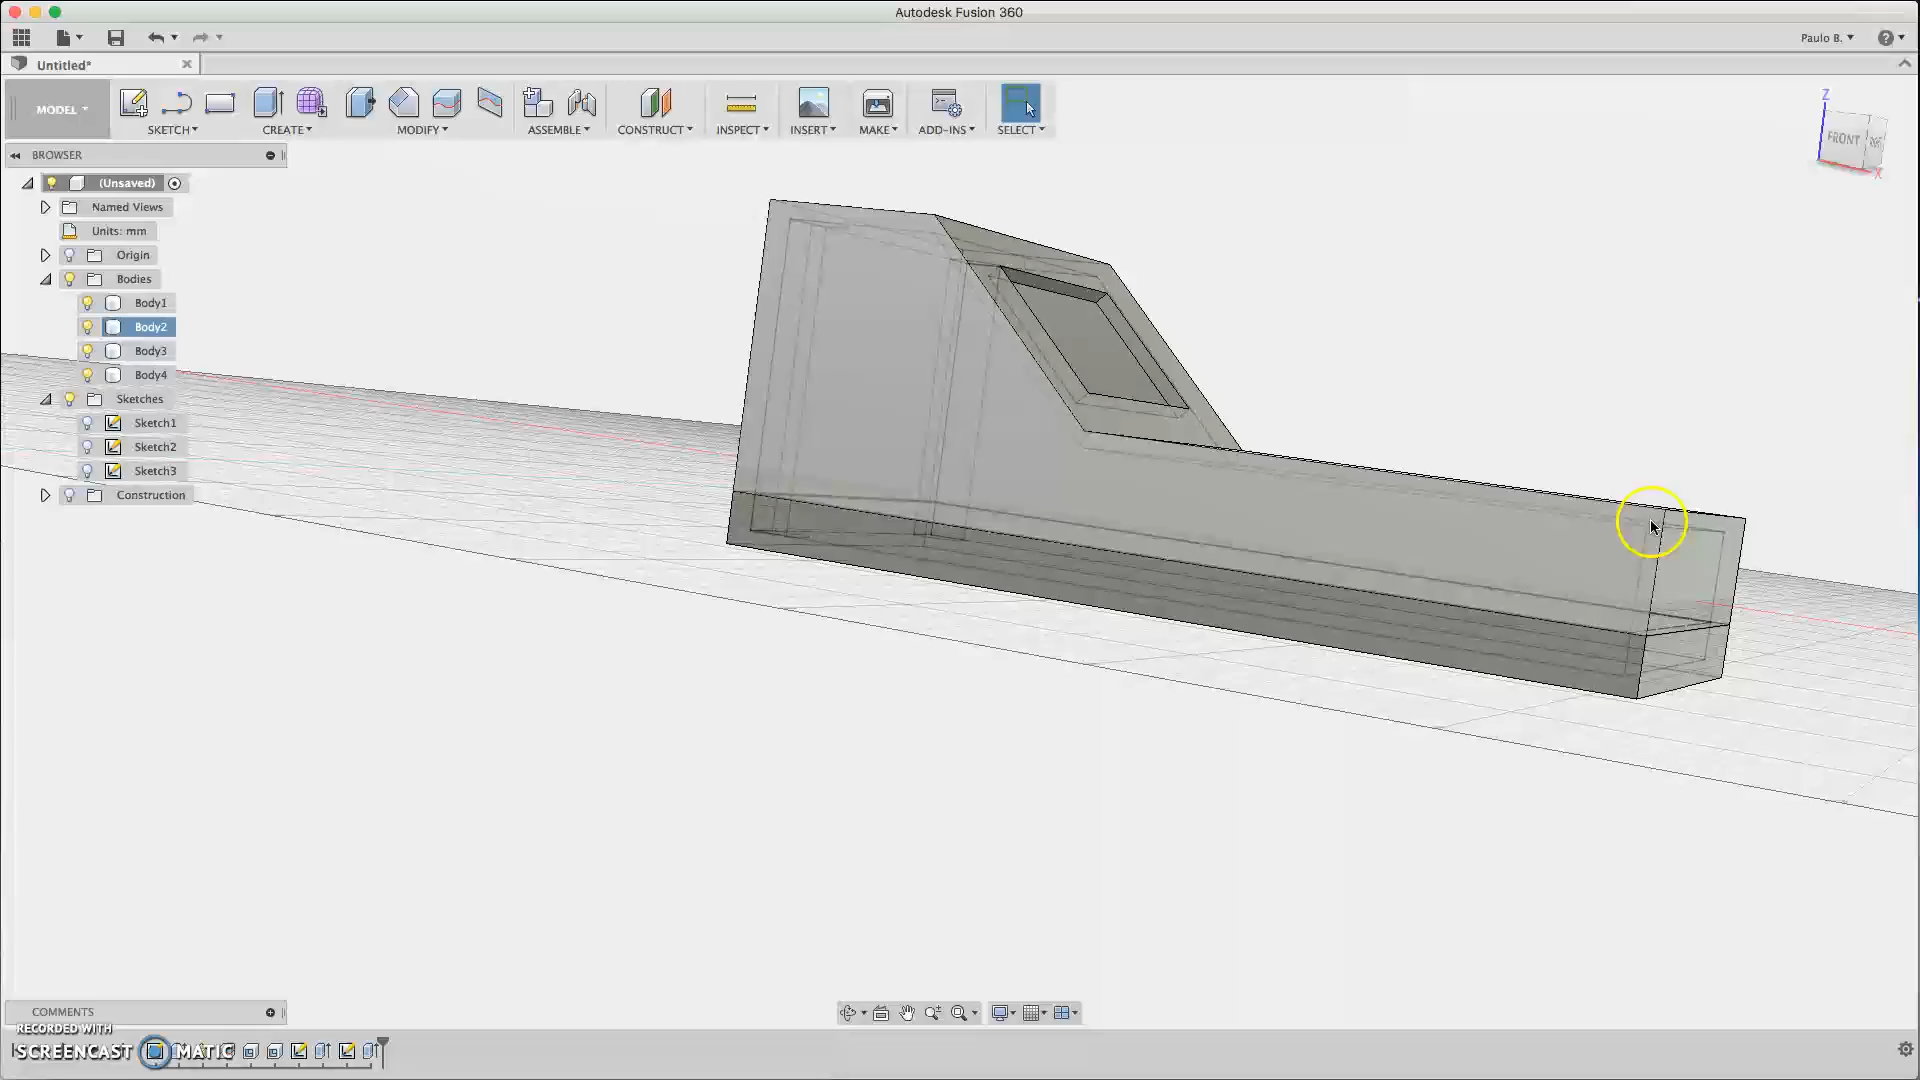 Autodesk Fusion 360
Paulo B.
Untitled*
MODEL
SKETCH
CREATE
MODIFY
ASSEMBLE
CONSTRUCT
INSPECT
INSERT
MAKE
ADD-INS
SELECT
Z
FRONT
X
BROWSER
(Unsaved)
Named Views
Units: mm
Origin
Bodies
Body1
Body2
Body3
Body4
Sketches
Sketch1
Sketch2
Sketch3
Construction
COMMENTS
RECORDED WITH
SCREENCAST MATIC